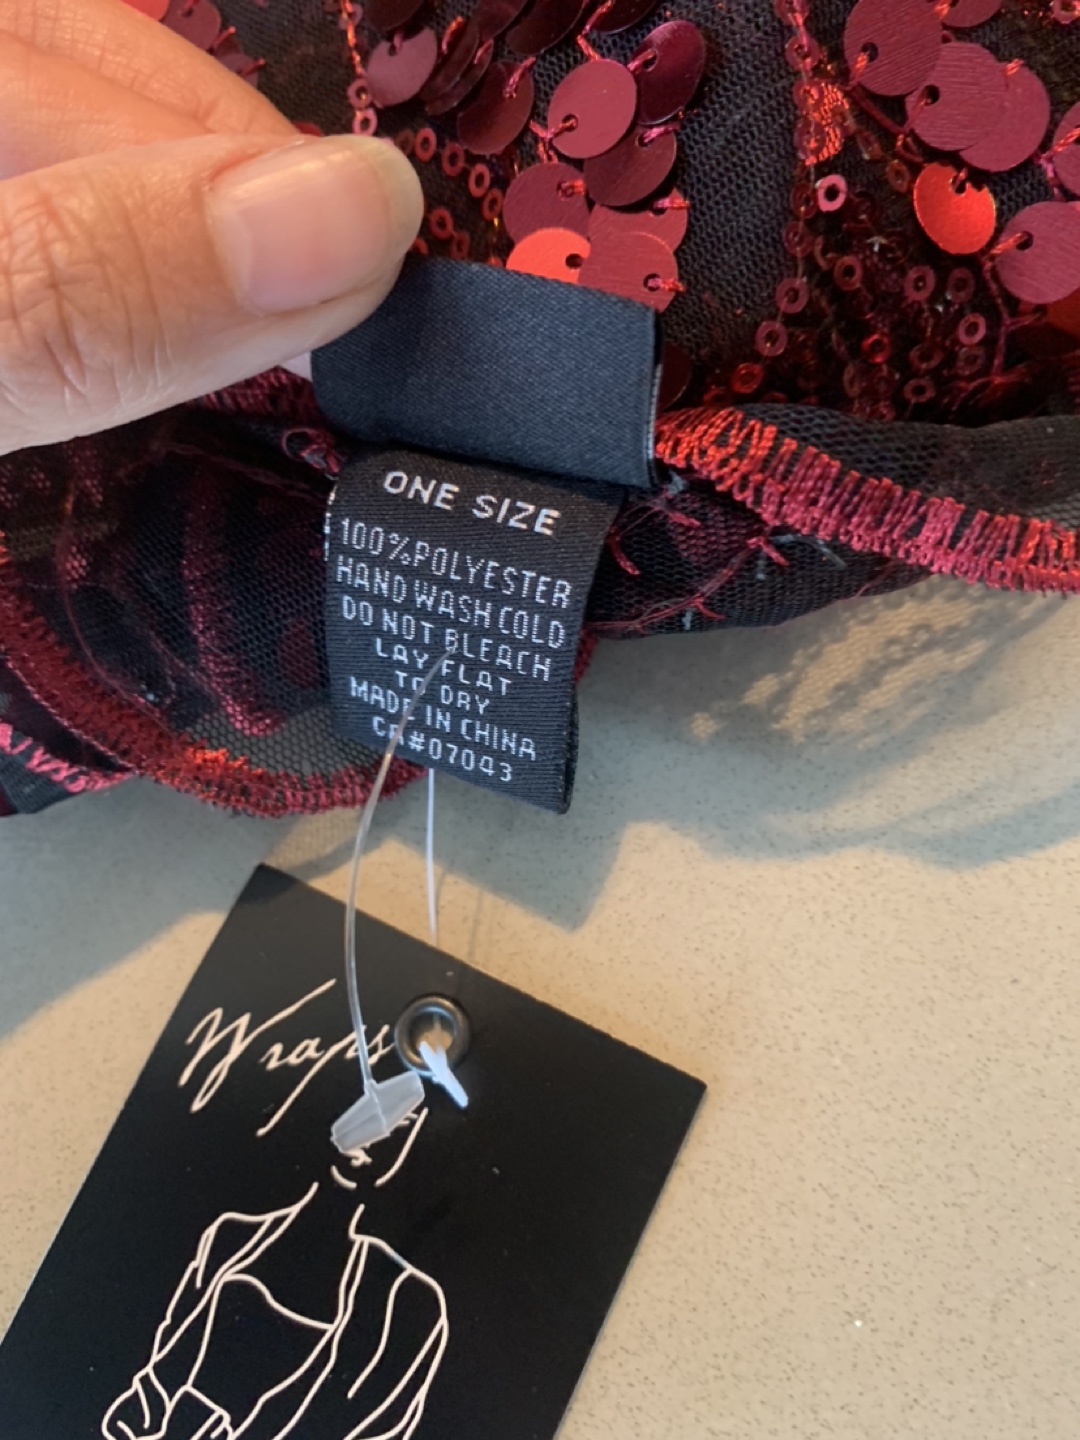 ONE SIZE
100%POLYESTER
HAND WASH COLD
DO NOT BLEACH
LAY FLAT
TO DRY
MADE IN CHINA
CA#07043
Wraps